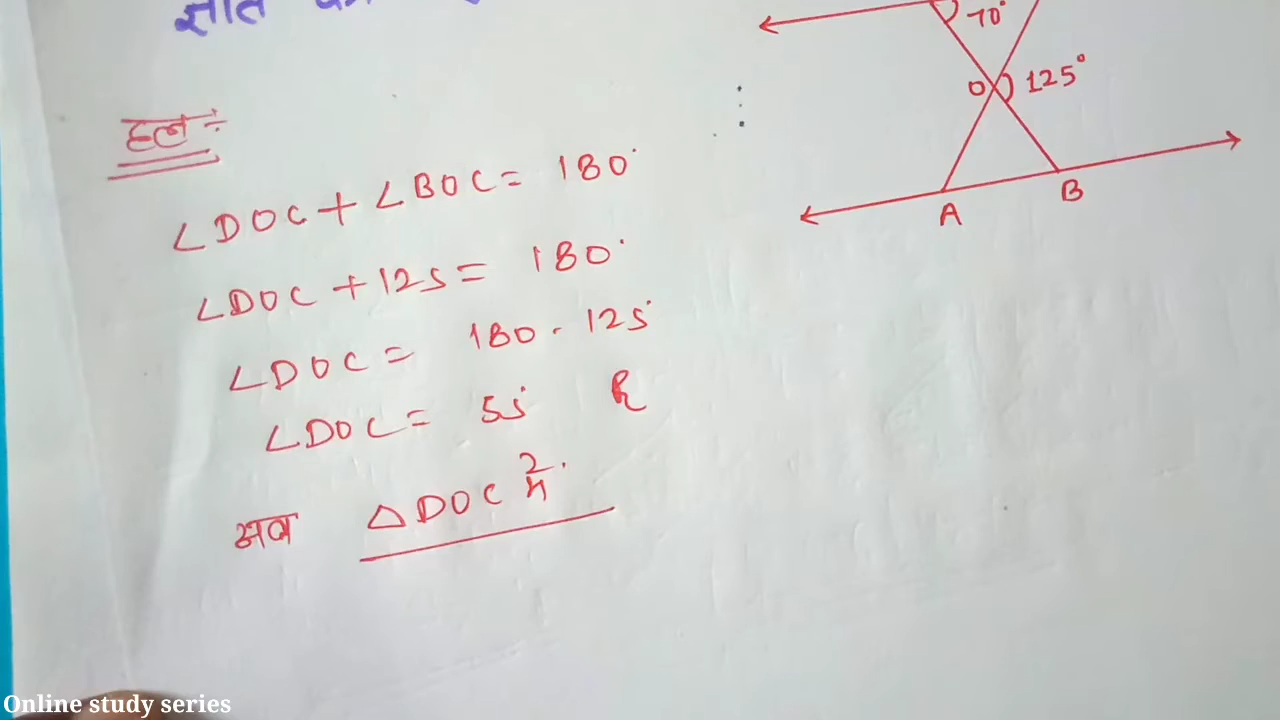 ज्ञात
70°
O 125°
A B
हल ÷
∠DOC + ∠BOC = 180°
∠DOC + 125 = 180°
∠DOC = 180 - 125°
∠DOC = 55°
अब △DOC में
Online study series